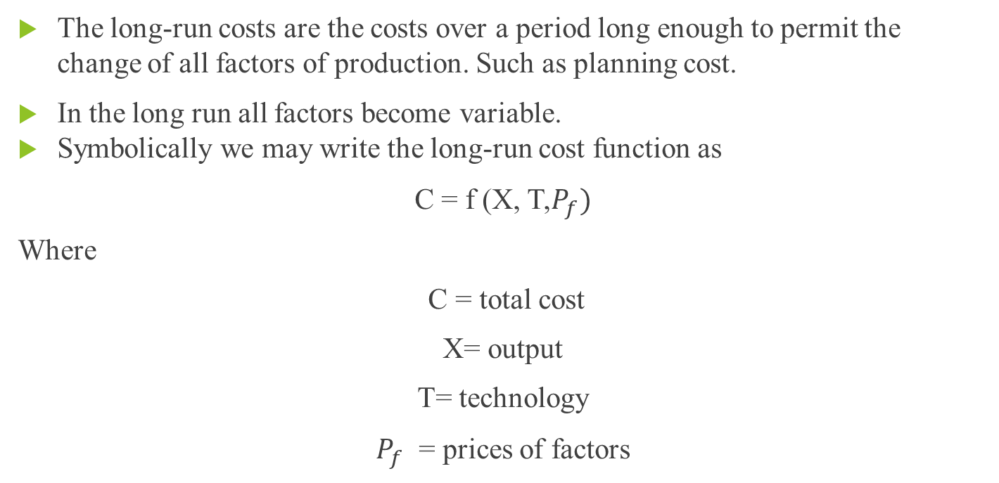 The long-run costs are the costs over a period long enough to permit the
change of all factors of production. Such as planning cost.
In the long run all factors become variable.
Symbolically we may write the long-run cost function as
C = f (X, T,P_f)
Where
C = total cost
X= output
T= technology
P_f = prices of factors